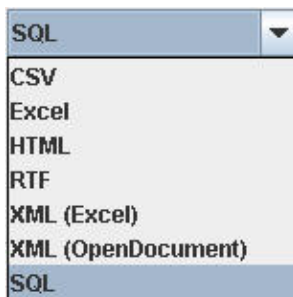 SQL
CSV
Excel
HTML
RTF
XML (Excel)
XML (OpenDocument)
SQL